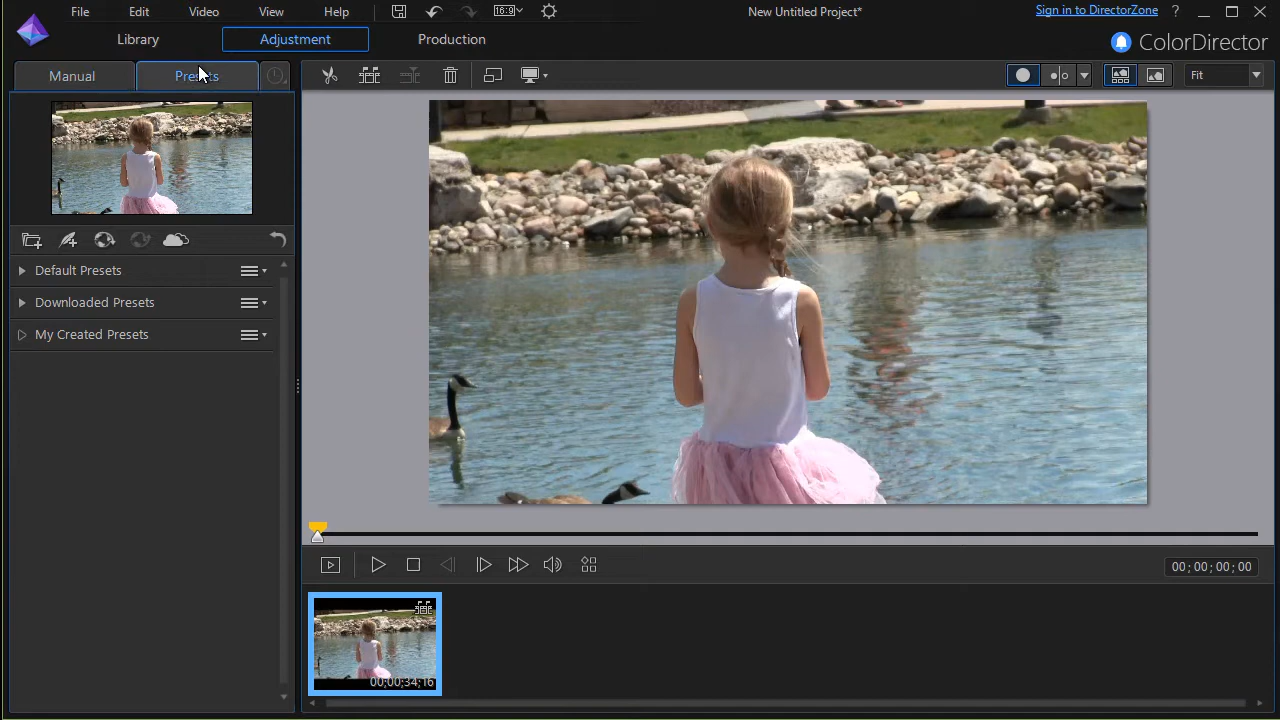 File Edit Video View Help 16:9 New Untitled Project* Sign in to DirectorZone ?
Library Adjustment Production ColorDirector
Manual Presets Fit
Default Presets
Downloaded Presets
My Created Presets
00;00;00;00
00;00;34;16